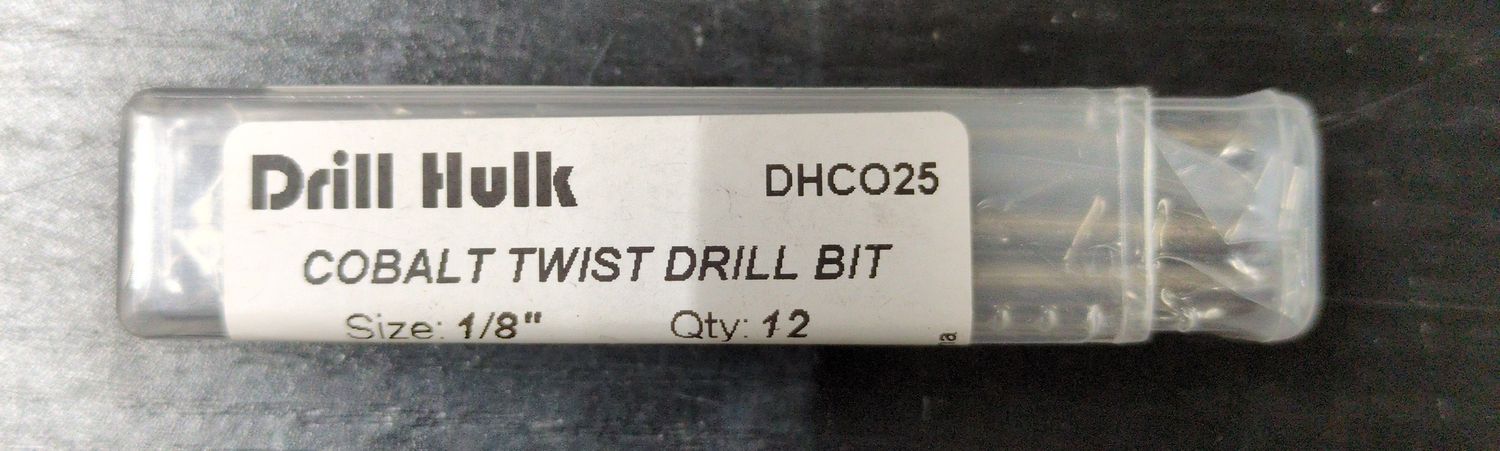 Drill Hulk DHCO25
COBALT TWIST DRILL BIT
Size: 1/8" Qty: 12